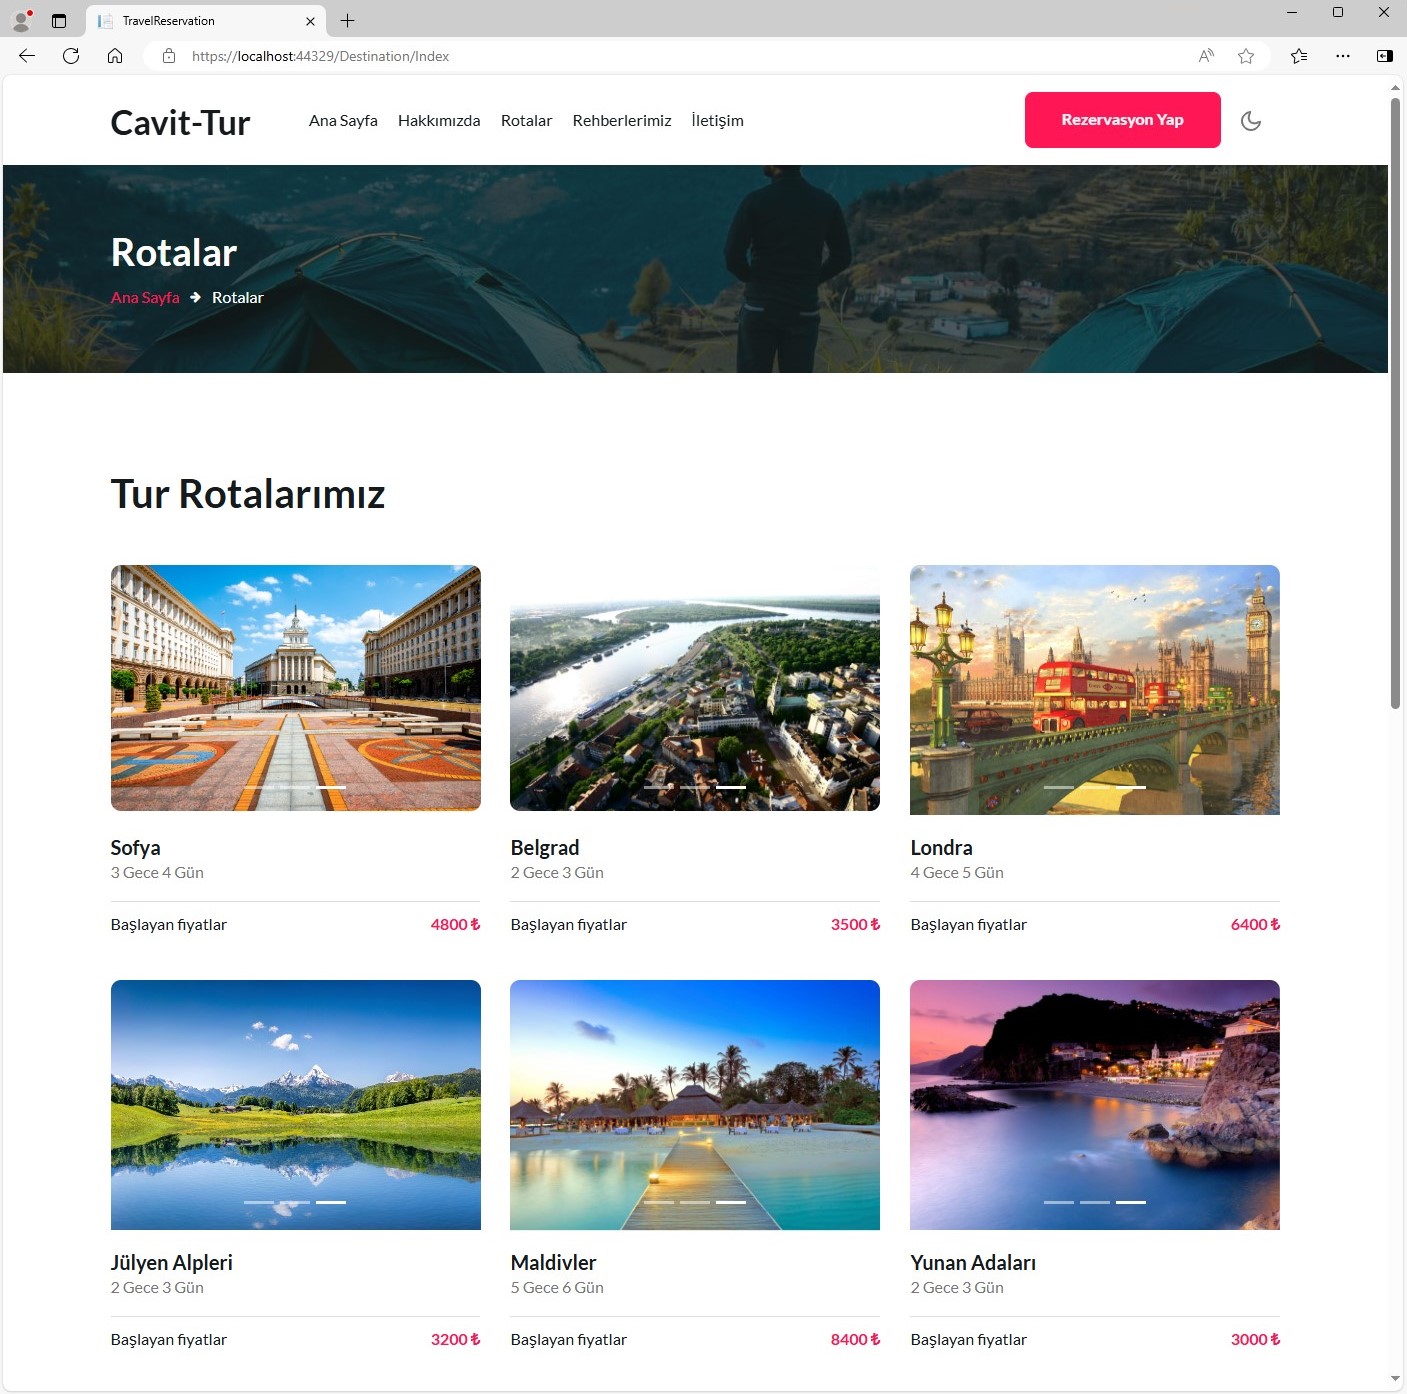 TravelReservation
https://localhost:44329/Destination/Index
Cavit-Tur
Ana Sayfa Hakkımızda Rotalar Rehberlerimiz İletişim
Rezervasyon Yap
Rotalar
Ana Sayfa → Rotalar
Tur Rotalarımız
Sofya
3 Gece 4 Gün
Başlayan fiyatlar 4800 ₺
Belgrad
2 Gece 3 Gün
Başlayan fiyatlar 3500 ₺
Londra
4 Gece 5 Gün
Başlayan fiyatlar 6400 ₺
Jülyen Alpleri
2 Gece 3 Gün
Başlayan fiyatlar 3200 ₺
Maldivler
5 Gece 6 Gün
Başlayan fiyatlar 8400 ₺
Yunan Adaları
2 Gece 3 Gün
Başlayan fiyatlar 3000 ₺